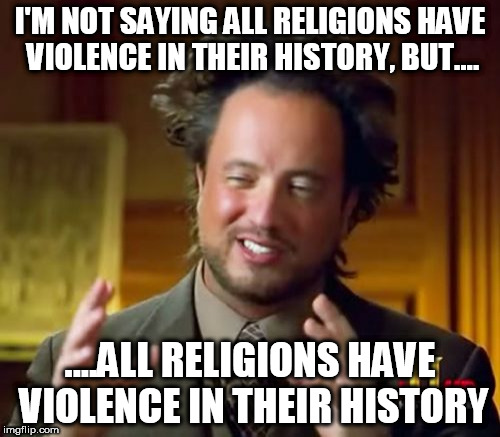 I'M NOT SAYING ALL RELIGIONS HAVE
VIOLENCE IN THEIR HISTORY, BUT....
....ALL RELIGIONS HAVE
VIOLENCE IN THEIR HISTORY
imgflip.com